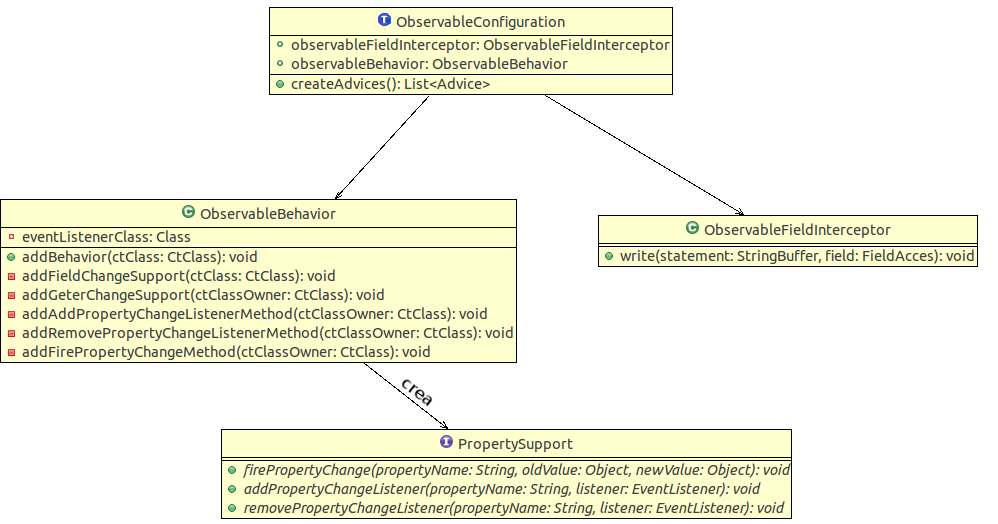 T ObservableConfiguration
observableFieldInterceptor: ObservableFieldInterceptor
observableBehavior: ObservableBehavior
createAdvices(): List<Advice>
C ObservableBehavior
eventListenerClass: Class
addBehavior(ctClass: CtClass): void
addFieldChangeSupport(ctClass: CtClass): void
addGeterChangeSupport(ctClassOwner: CtClass): void
addAddPropertyChangeListenerMethod(ctClassOwner: CtClass): void
addRemovePropertyChangeListenerMethod(ctClassOwner: CtClass): void
addFirePropertyChangeMethod(ctClassOwner: CtClass): void
C ObservableFieldInterceptor
write(statement: StringBuffer, field: FieldAcces): void
crea
I PropertySupport
firePropertyChange(propertyName: String, oldValue: Object, newValue: Object): void
addPropertyChangeListener(propertyName: String, listener: EventListener): void
removePropertyChangeListener(propertyName: String, listener: EventListener): void